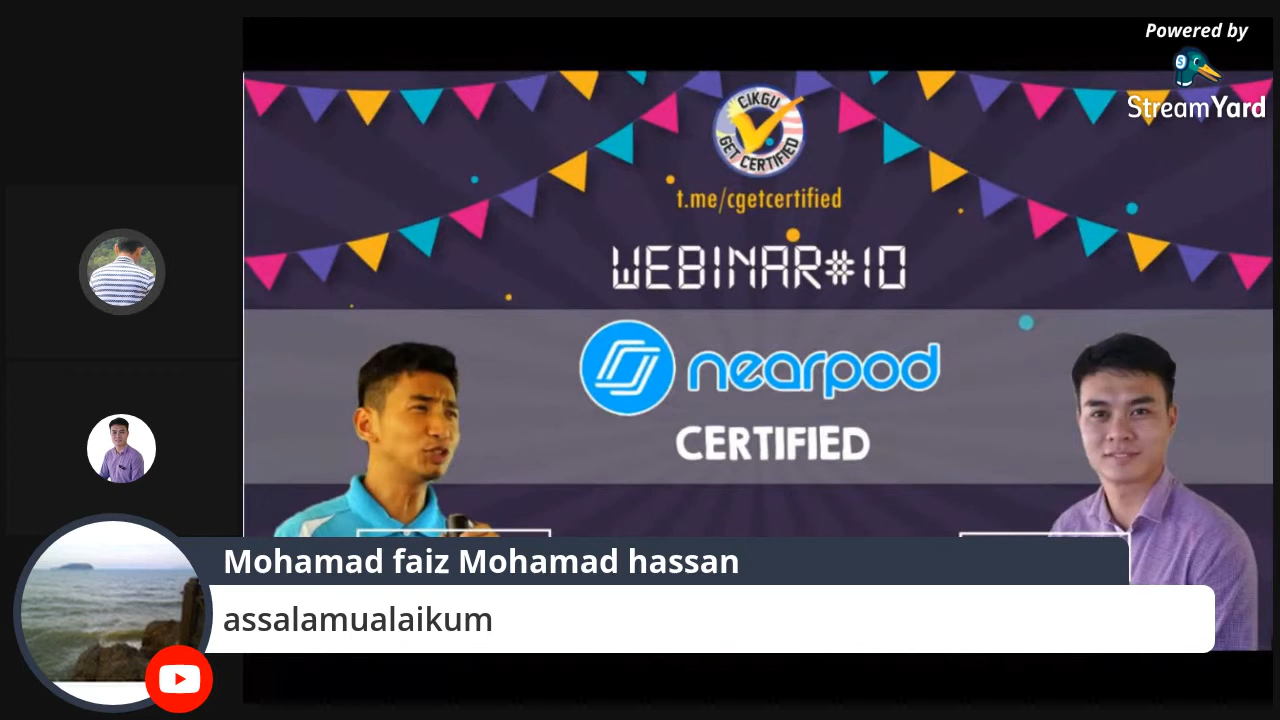 Powered by
StreamYard
CIKGU
GET CERTIFIED
t.me/cgetcertified
WEBINAR#10
nearpod
CERTIFIED
Mohamad faiz Mohamad hassan
assalamualaikum